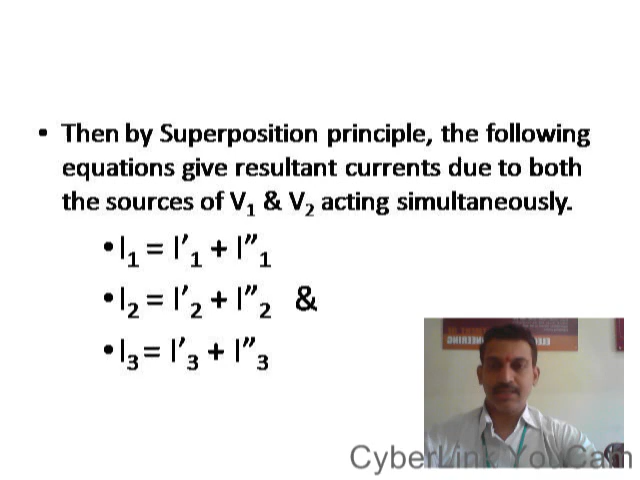 • Then by Superposition principle, the following
equations give resultant currents due to both
the sources of V₁ & V₂ acting simultaneously.
• I₁ = I′₁ + I″₁
• I₂ = I′₂ + I″₂ &
• I₃ = I′₃ + I″₃
CyberLink YouCam